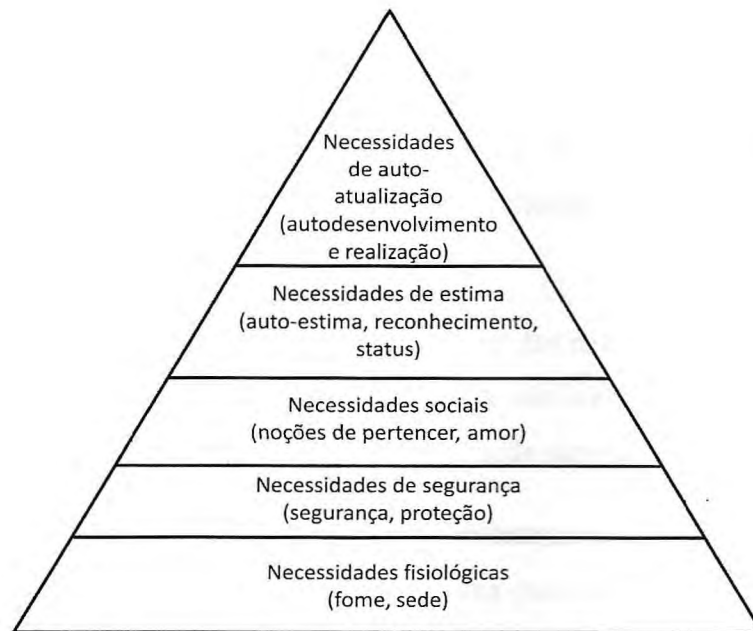 Necessidades
de auto-
atualização
(autodesenvolvimento
e realização)
Necessidades de estima
(auto-estima, reconhecimento,
status)
Necessidades sociais
(noções de pertencer, amor)
Necessidades de segurança
(segurança, proteção)
Necessidades fisiológicas
(fome, sede)